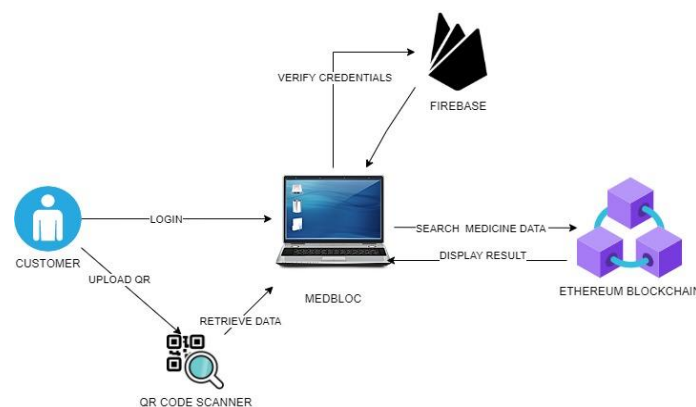 VERIFY CREDENTIALS
FIREBASE
LOGIN
SEARCH MEDICINE DATA
DISPLAY RESULT
CUSTOMER
UPLOAD QR
ETHEREUM BLOCKCHAIN
MEDBLOC
RETRIEVE DATA
QR CODE SCANNER